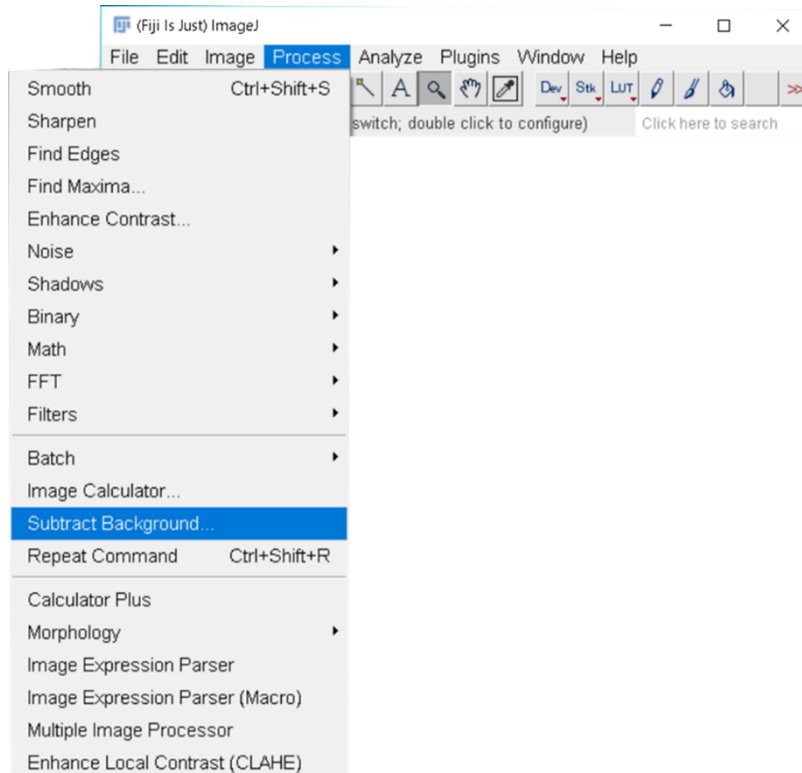 (Fiji Is Just) ImageJ
File Edit Image Process Analyze Plugins Window Help
A Dev Stk LUT >>
switch; double click to configure) Click here to search
Smooth Ctrl+Shift+S
Sharpen
Find Edges
Find Maxima...
Enhance Contrast...
Noise
Shadows
Binary
Math
FFT
Filters
Batch
Image Calculator...
Subtract Background...
Repeat Command Ctrl+Shift+R
Calculator Plus
Morphology
Image Expression Parser
Image Expression Parser (Macro)
Multiple Image Processor
Enhance Local Contrast (CLAHE)